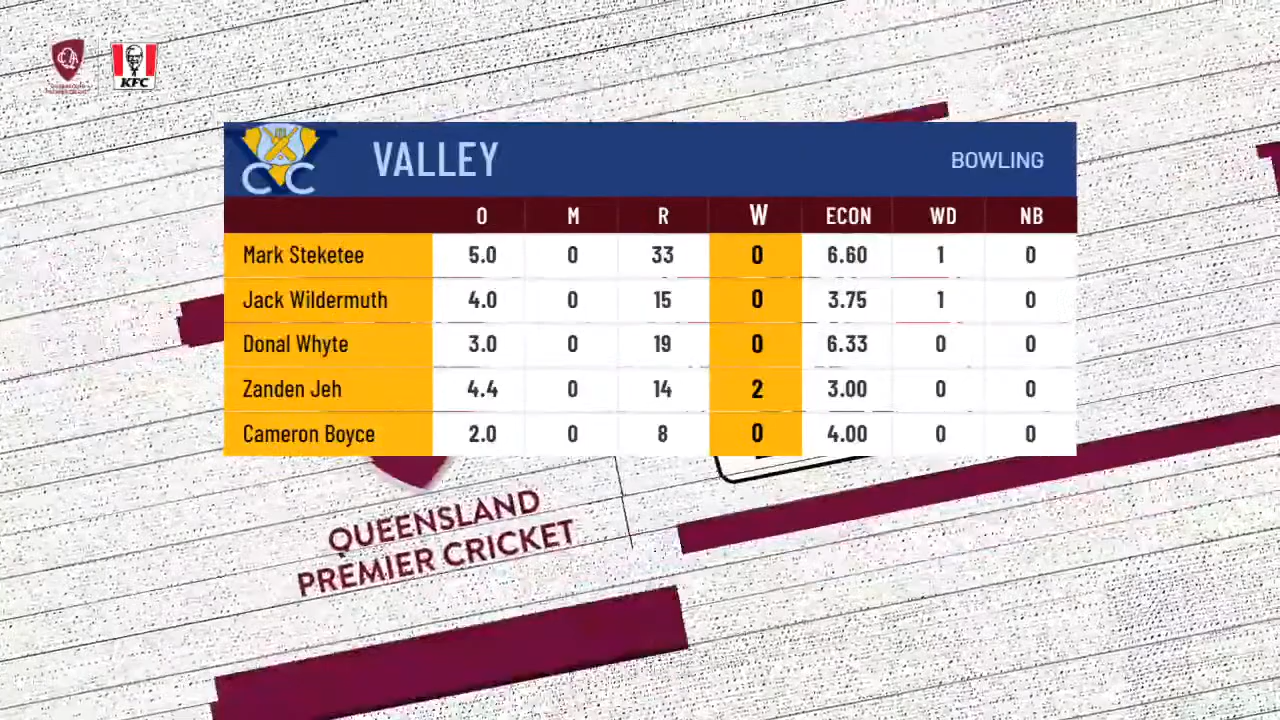 KFC
VALLEY BOWLING
O M R W ECON WD NB
Mark Steketee 5.0 0 33 0 6.60 1 0
Jack Wildermuth 4.0 0 15 0 3.75 1 0
Donal Whyte 3.0 0 19 0 6.33 0 0
Zanden Jeh 4.4 0 14 2 3.00 0 0
Cameron Boyce 2.0 0 8 0 4.00 0 0
QUEENSLAND
PREMIER CRICKET